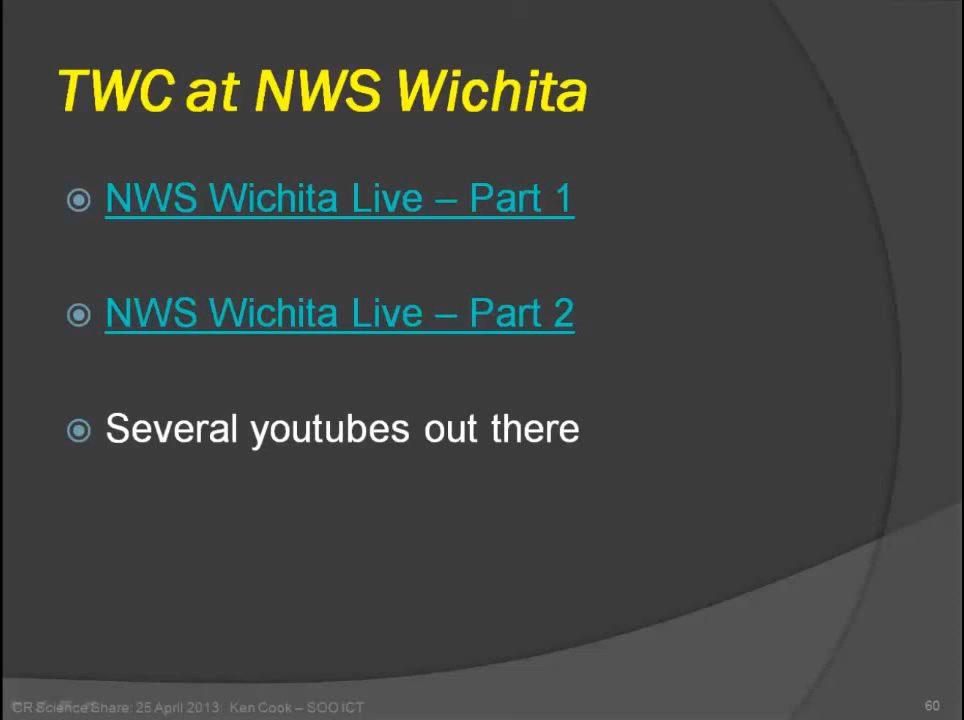 TWC at NWS Wichita
NWS Wichita Live – Part 1
NWS Wichita Live – Part 2
Several youtubes out there
CR Science Share: 25 April 2013: Ken Cook – SOO ICT
60